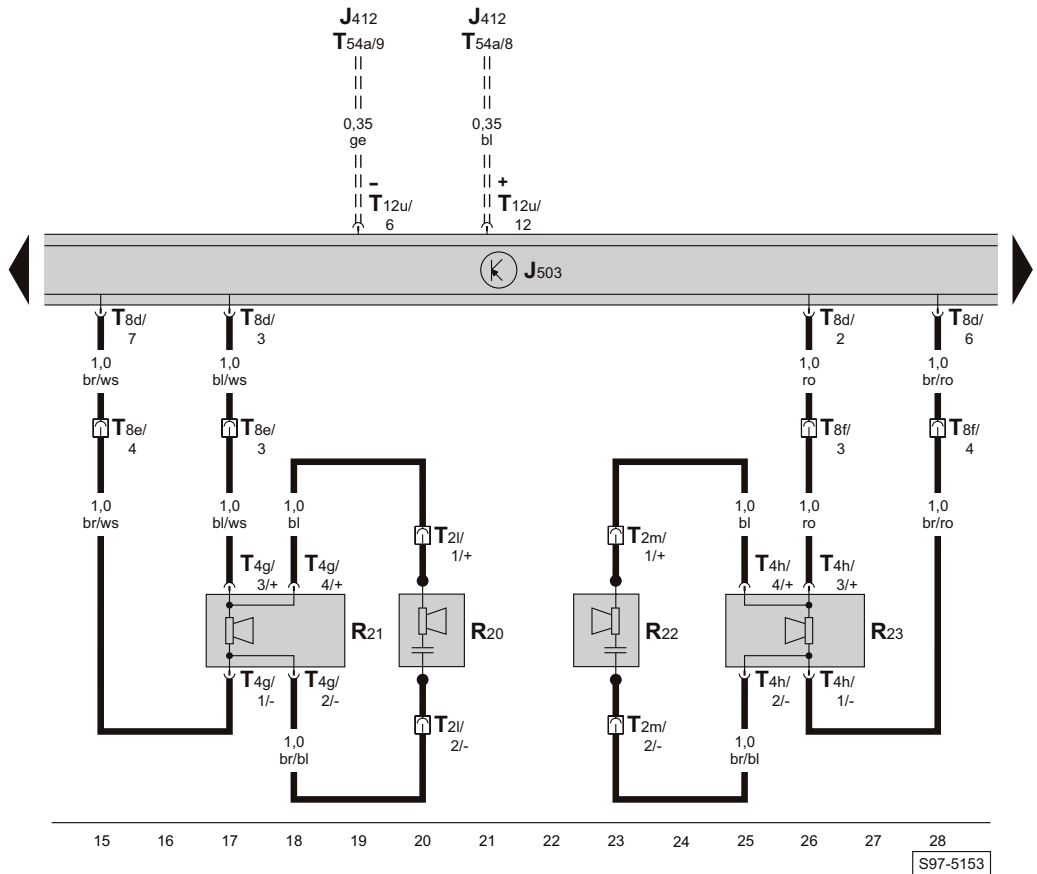 J412 J412
T54a/9 T54a/8
0,35 0,35
ge bl
- +
T12u/ T12u/
6 12
J503
T8d/ T8d/ T8d/ T8d/
7 3 2 6
1,0 1,0 1,0 1,0
br/ws bl/ws ro br/ro
T8e/ T8e/ T8f/ T8f/
4 3 3 4
1,0 1,0 1,0 1,0 1,0 1,0
br/ws bl/ws bl bl ro br/ro
T2l/ T2m/
1/+ 1/+
T4g/ T4g/ T4h/ T4h/
3/+ 4/+ 4/+ 3/+
R21 R20 R22 R23
T4g/ T4g/ T4h/ T4h/
1/- 2/- 2/- 1/-
T2l/ T2m/
2/- 2/-
1,0 1,0
br/bl br/bl
15 16 17 18 19 20 21 22 23 24 25 26 27 28
S97-5153